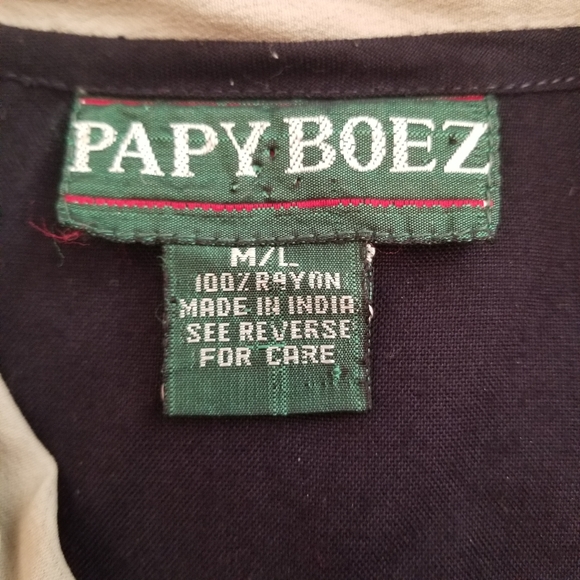 PAPY BOEZ
M/L
100% RAYON
MADE IN INDIA
SEE REVERSE
FOR CARE